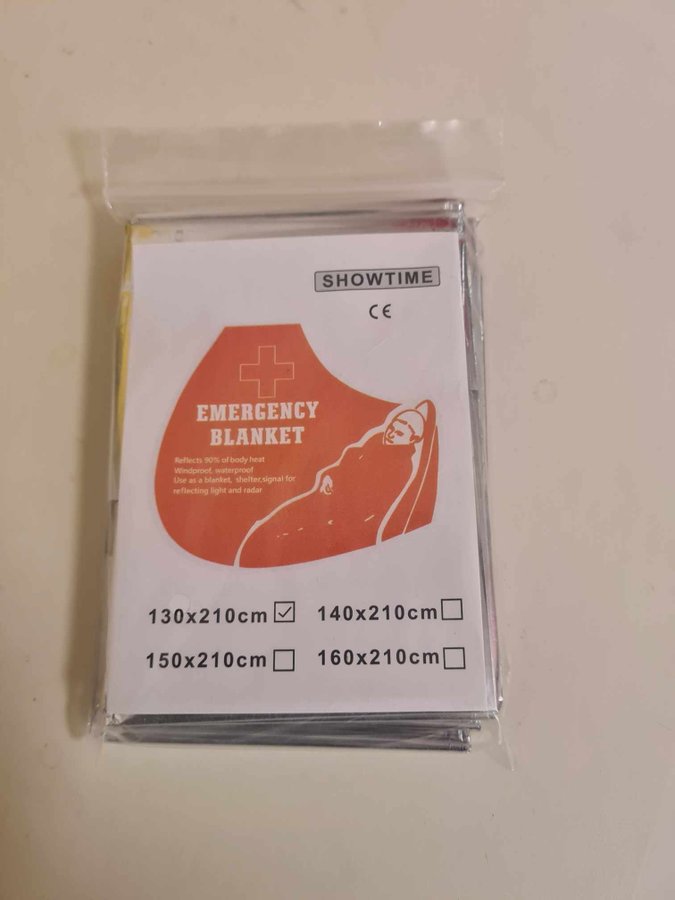 SHOWTIME
CE
EMERGENCY
BLANKET
Reflects 90% of body heat
Windproof, waterproof
Use as a blanket, shelter,signal for
reflecting light and radar
130x210cm ☑ 140x210cm ☐
150x210cm ☐ 160x210cm ☐